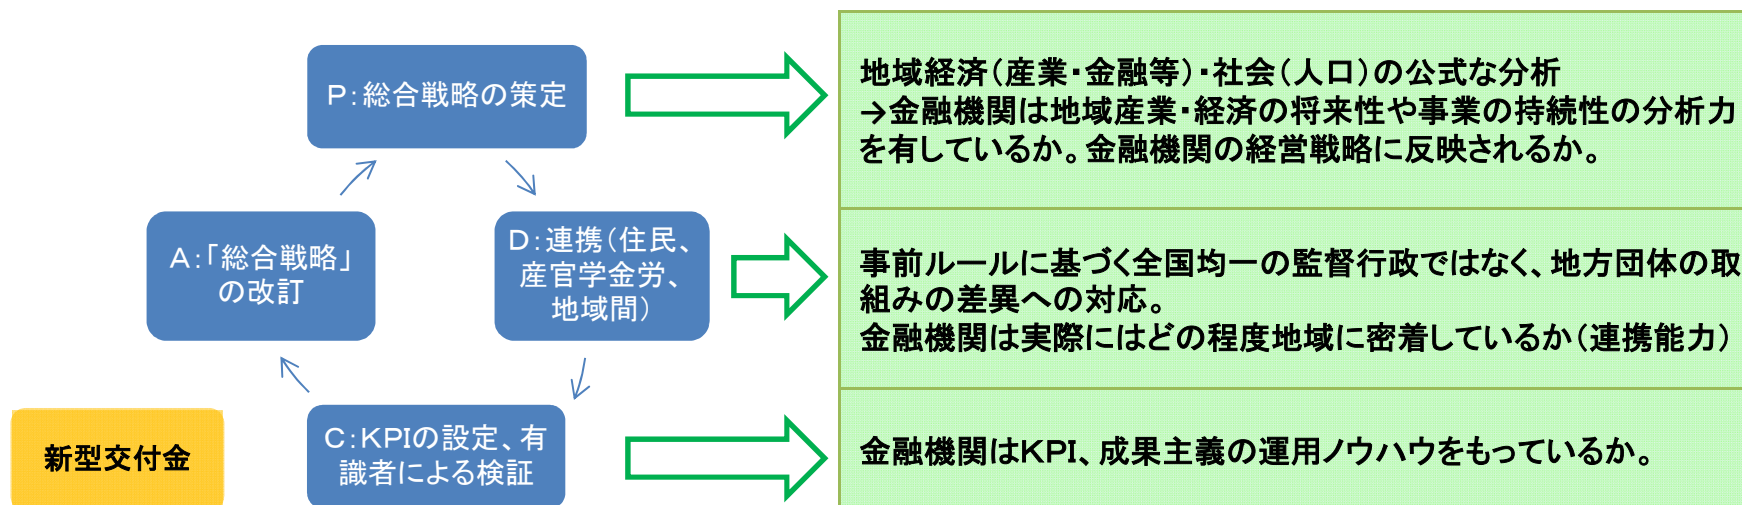 P:総合戦略の策定
地域経済(産業・金融等)・社会(人口)の公式な分析
→金融機関は地域産業・経済の将来性や事業の持続性の分析力
を有しているか。金融機関の経営戦略に反映されるか。
A:「総合戦略」
の改訂
D:連携(住民、
産官学金労、
地域間)
事前ルールに基づく全国均一の監督行政ではなく、地方団体の取
組みの差異への対応。
金融機関は実際にはどの程度地域に密着しているか(連携能力)
新型交付金
C:KPIの設定、有
識者による検証
金融機関はKPI、成果主義の運用ノウハウをもっているか。